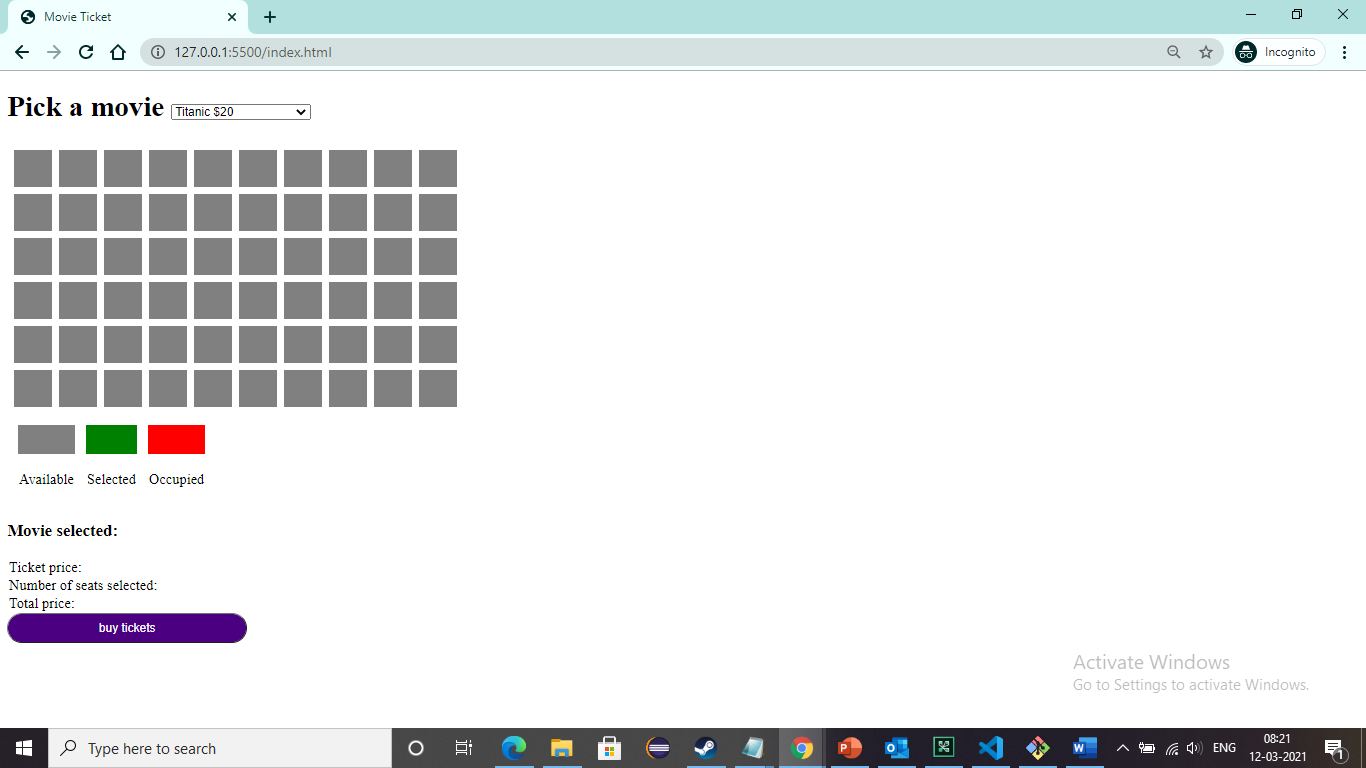 Movie Ticket
127.0.0.1:5500/index.html
Incognito
Pick a movie Titanic $20
Available Selected Occupied
Movie selected:
Ticket price:
Number of seats selected:
Total price:
buy tickets
Activate Windows
Go to Settings to activate Windows.
Type here to search
ENG
08:21
12-03-2021
1